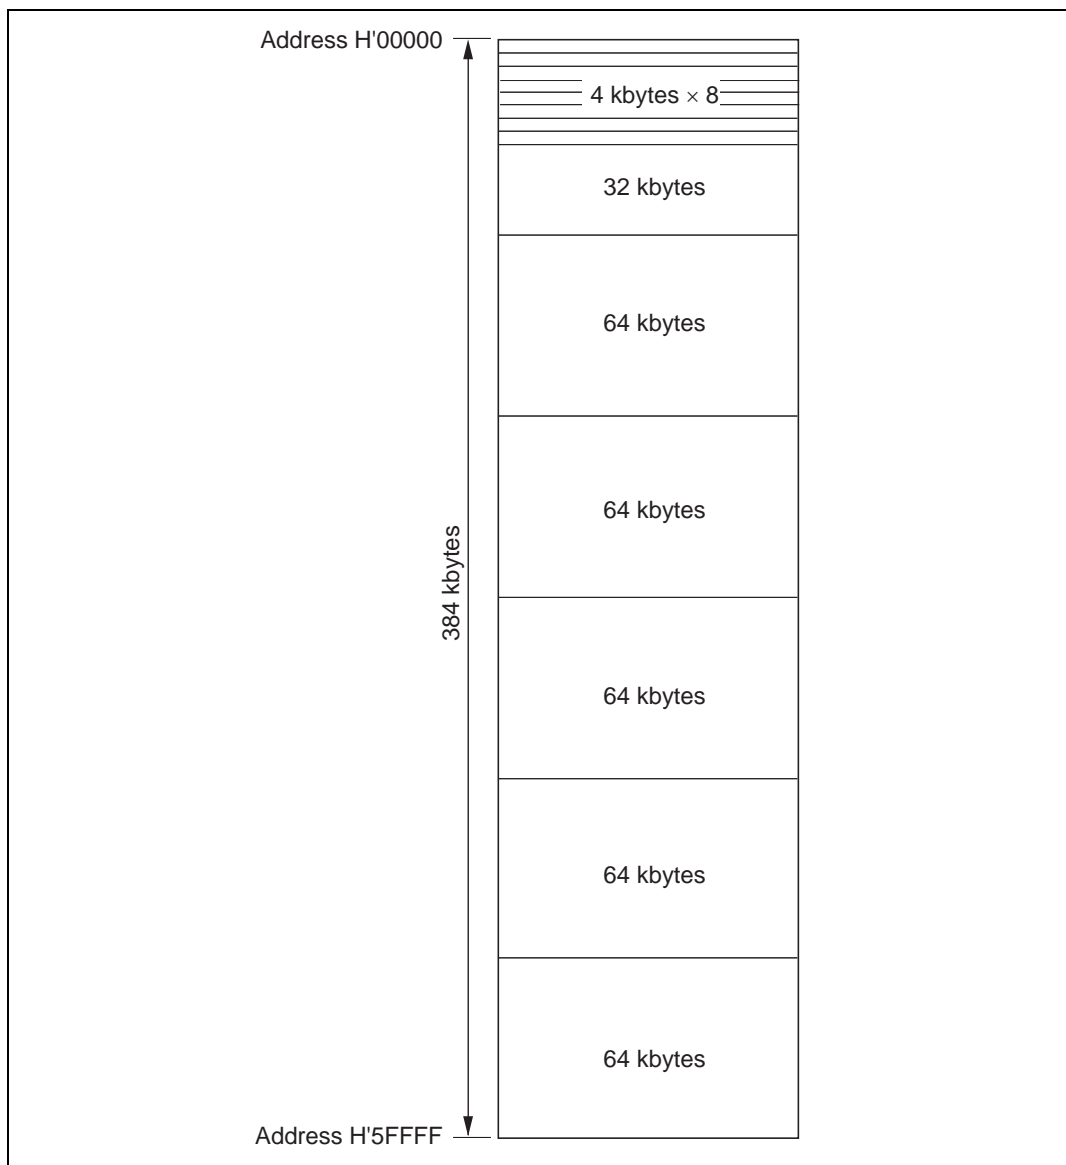 Address H'00000
4 kbytes × 8
32 kbytes
64 kbytes
64 kbytes
384 kbytes
64 kbytes
64 kbytes
64 kbytes
Address H'5FFFF